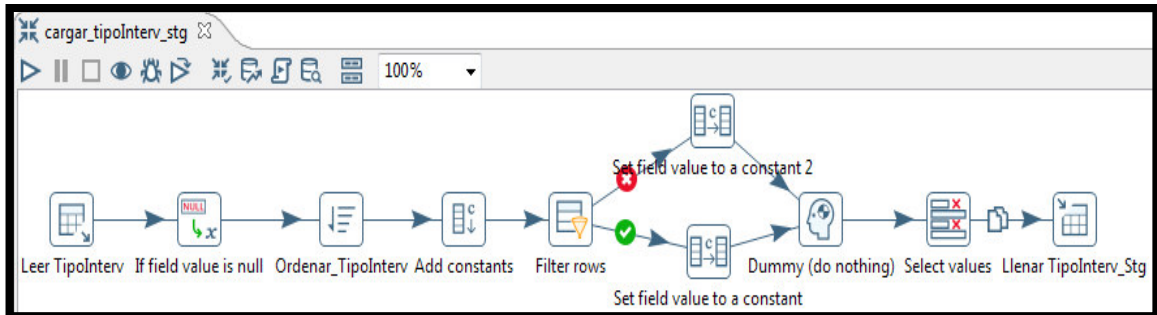 cargar_tipoInterv_stg
100%
Set field value to a constant 2
NULL
x
Leer TipoInterv If field value is null Ordenar_TipoInterv Add constants Filter rows Dummy (do nothing) Select values Llenar TipoInterv_Stg
Set field value to a constant